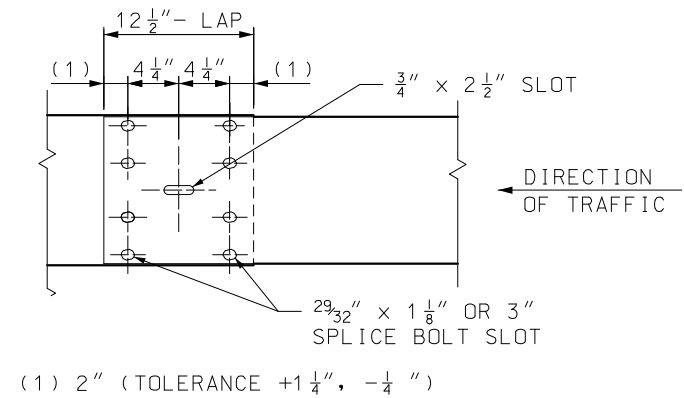 12 1/2"- LAP
(1) 4 1/4" 4 1/4" (1)
3/4" x 2 1/2" SLOT
DIRECTION
OF TRAFFIC
29/32" x 1 1/8" OR 3"
SPLICE BOLT SLOT
(1) 2" (TOLERANCE +1 1/4", -1/4 ")